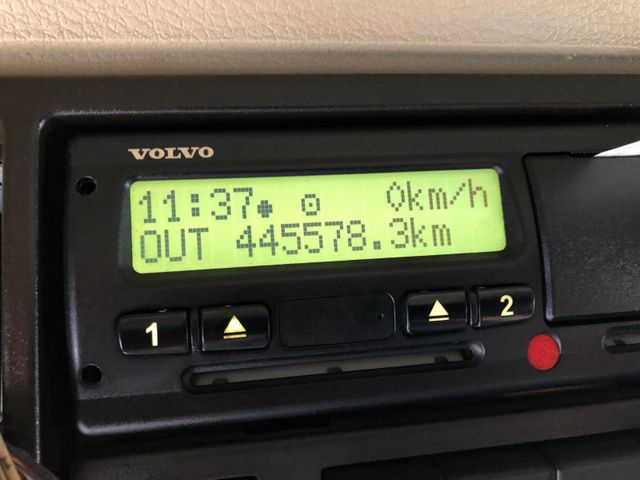 VOLVO
11:37● ⊙ 0km/h
OUT 445578.3km
1 ⏏ ⏏ 2